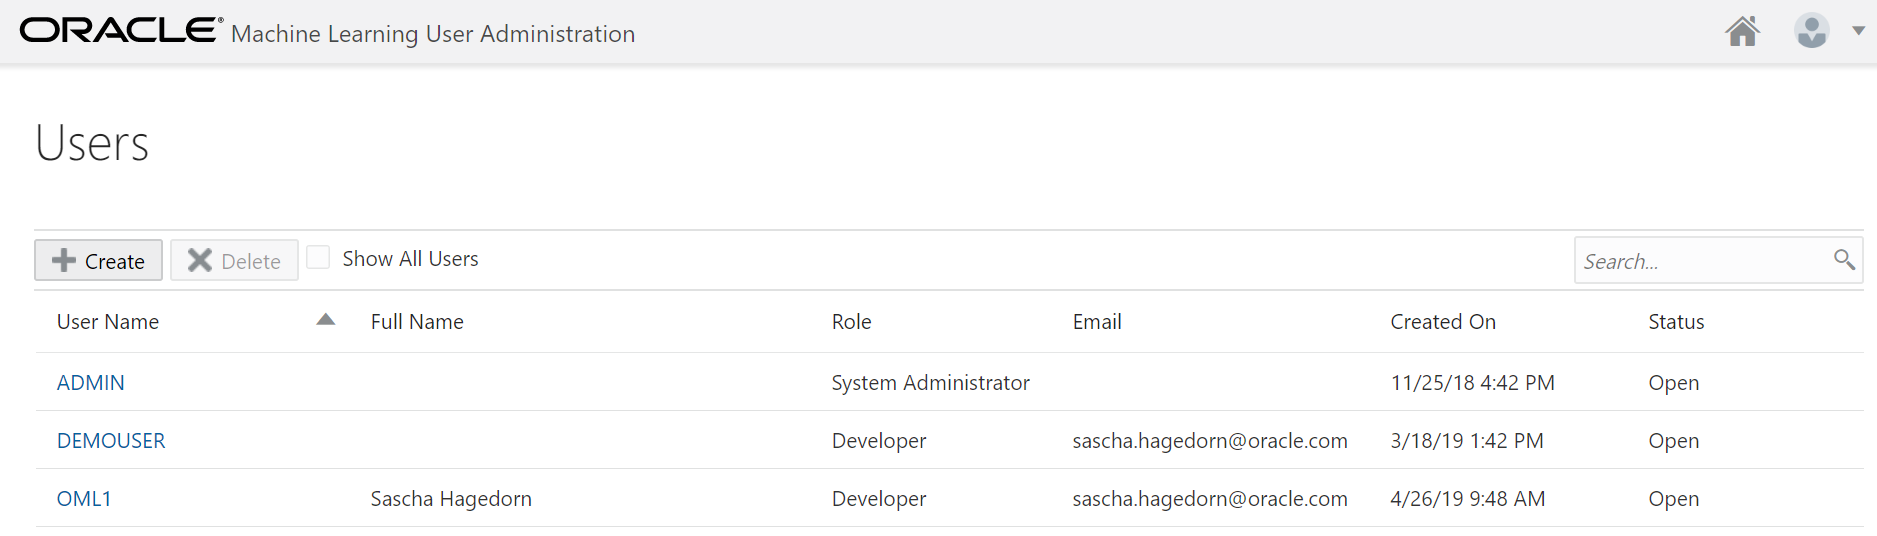 ORACLE® Machine Learning User Administration
Users
Create Delete Show All Users Search...
User Name Full Name Role Email Created On Status
ADMIN System Administrator 11/25/18 4:42 PM Open
DEMOUSER Developer sascha.hagedorn@oracle.com 3/18/19 1:42 PM Open
OML1 Sascha Hagedorn Developer sascha.hagedorn@oracle.com 4/26/19 9:48 AM Open